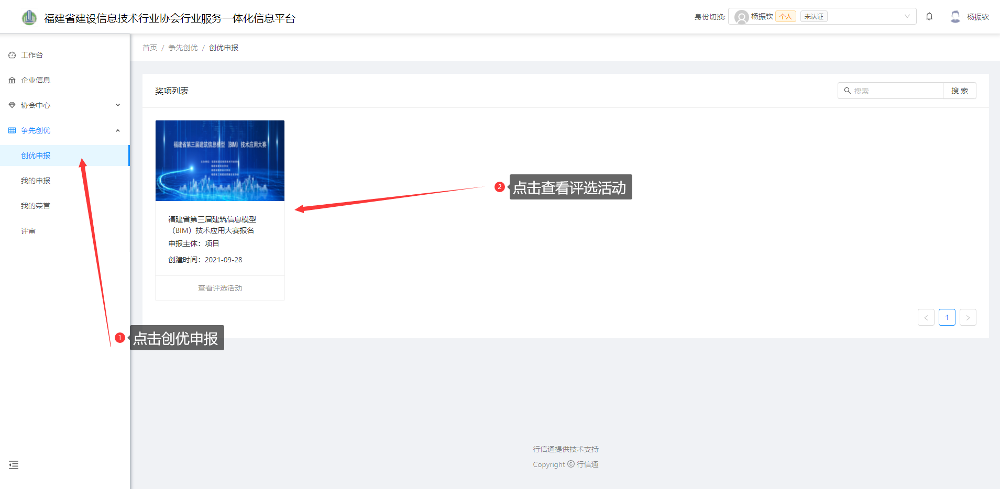 福建省建设信息技术行业协会行业服务一体化信息平台
身份切换: 杨振钦 个人 未认证
杨振钦
工作台
企业信息
协会中心
争先创优
创优申报
我的申报
我的荣誉
评审
首页 / 争先创优 / 创优申报
奖项列表
搜索
搜 索
福建省第三届建筑信息模型（BIM）技术应用大赛
福建省第三届建筑信息模型
（BIM）技术应用大赛报名
申报主体：项目
创建时间：2021-09-28
查看评选活动
2
点击查看评选活动
1
1
点击创优申报
行信通提供技术支持
Copyright © 行信通